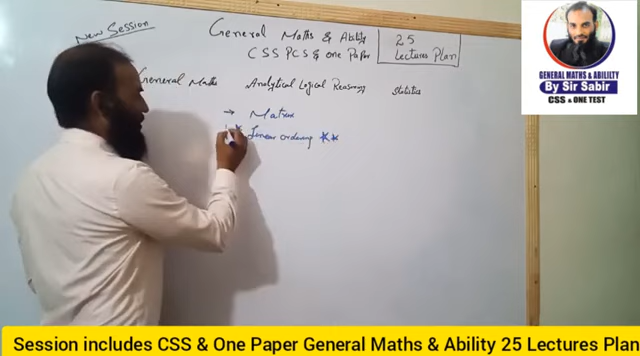 New Session
General Maths & Ability
CSS PCS & one Paper
25
Lectures Plan
General Maths
Analytical Logical Reasoning
Statistics
→ Matrix
Linear ordering **
GENERAL MATHS & ABILILITY
By Sir Sabir
CSS & ONE TEST
Session includes CSS & One Paper General Maths & Ability 25 Lectures Plan